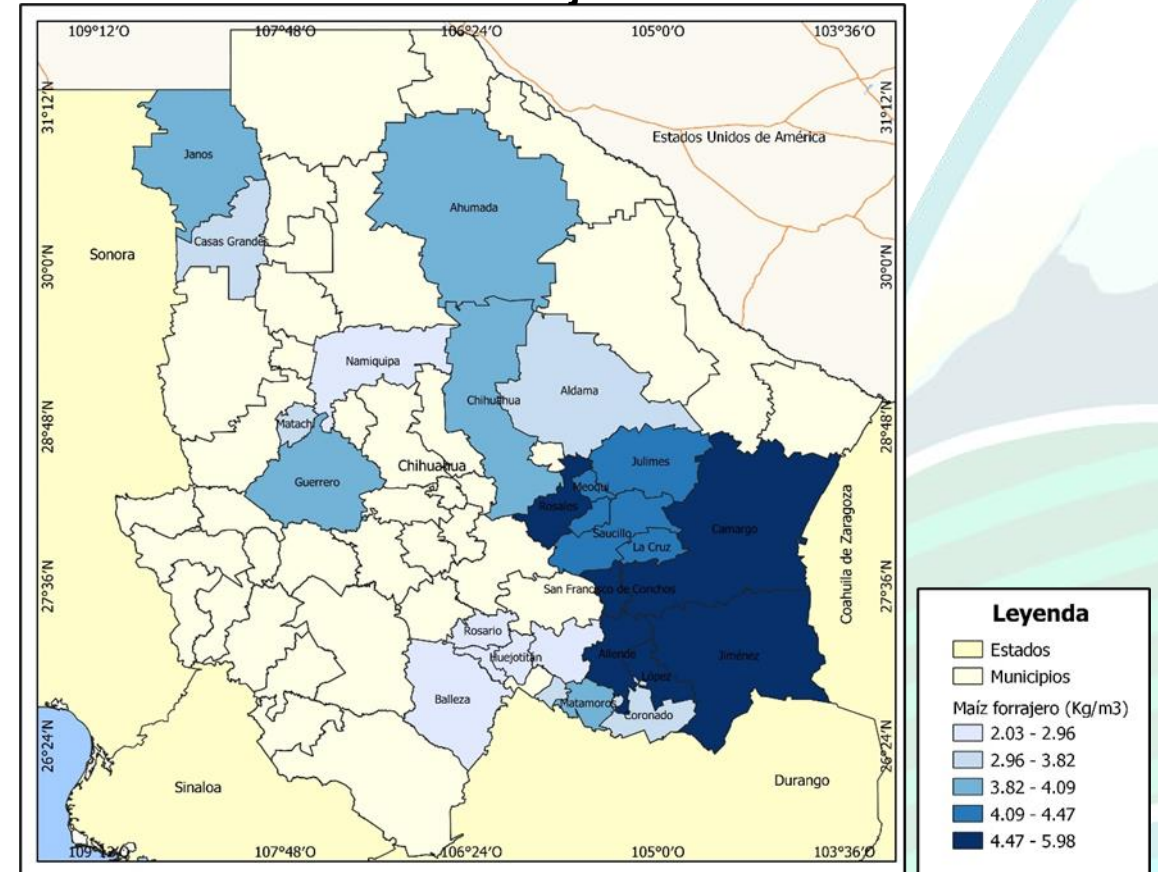 109°12'O 107°48'O 106°24'O 105°0'O 103°36'O
31°12'N
31°12'N
Estados Unidos de América
Janos
Ahumada
Casas Grandes
Sonora
30°0'N
30°0'N
Namiquipa
Aldama
Chihuahua
28°48'N
28°48'N
Matachí
Chihuahua
Julimes
Guerrero
Meoqui
Rosales
Camargo
Saucillo
La Cruz
Coahuila de Zaragoza
27°36'N
27°36'N
San Francisco de Conchos
Rosario
Huejotitán
Allende
Jiménez
López
Balleza
Matamoros
Coronado
26°24'N
26°24'N
Sinaloa
Durango
109°12'O 107°48'O 106°24'O 105°0'O 103°36'O
Leyenda
Estados
Municipios
Maíz forrajero (Kg/m3)
2.03 - 2.96
2.96 - 3.82
3.82 - 4.09
4.09 - 4.47
4.47 - 5.98